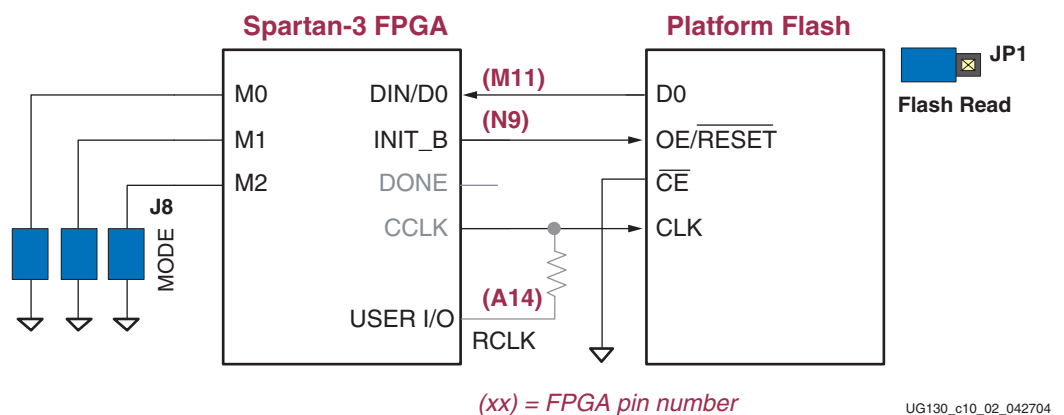 Spartan-3 FPGA
Platform Flash
JP1
Flash Read
M0
M1
M2
J8
MODE
DIN/D0
INIT_B
DONE
CCLK
USER I/O
(M11)
(N9)
(A14)
RCLK
D0
OE/RESET
CE
CLK
(xx) = FPGA pin number
UG130_c10_02_042704